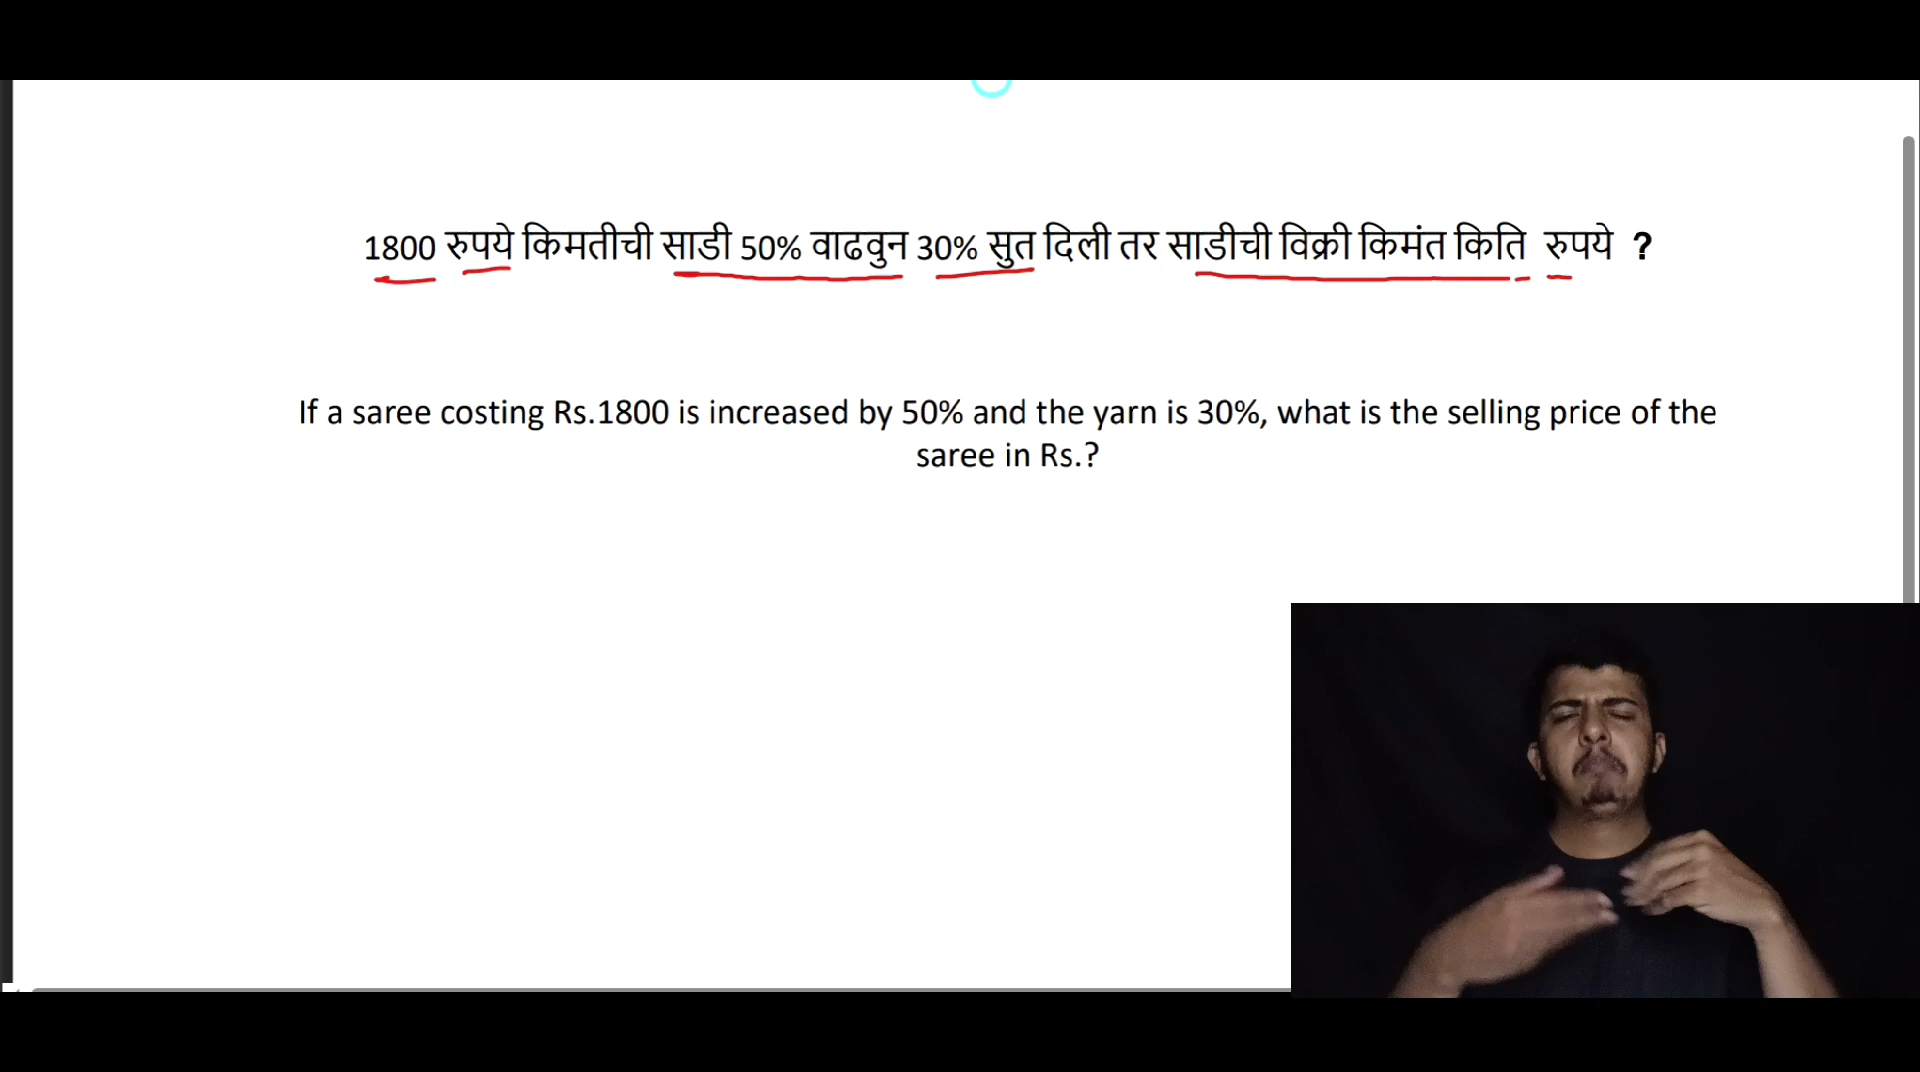 1800 रुपये किमतीची साडी 50% वाढवुन 30% सुत दिली तर साडीची विक्री किमंत किति रुपये ?
If a saree costing Rs.1800 is increased by 50% and the yarn is 30%, what is the selling price of the
saree in Rs.?